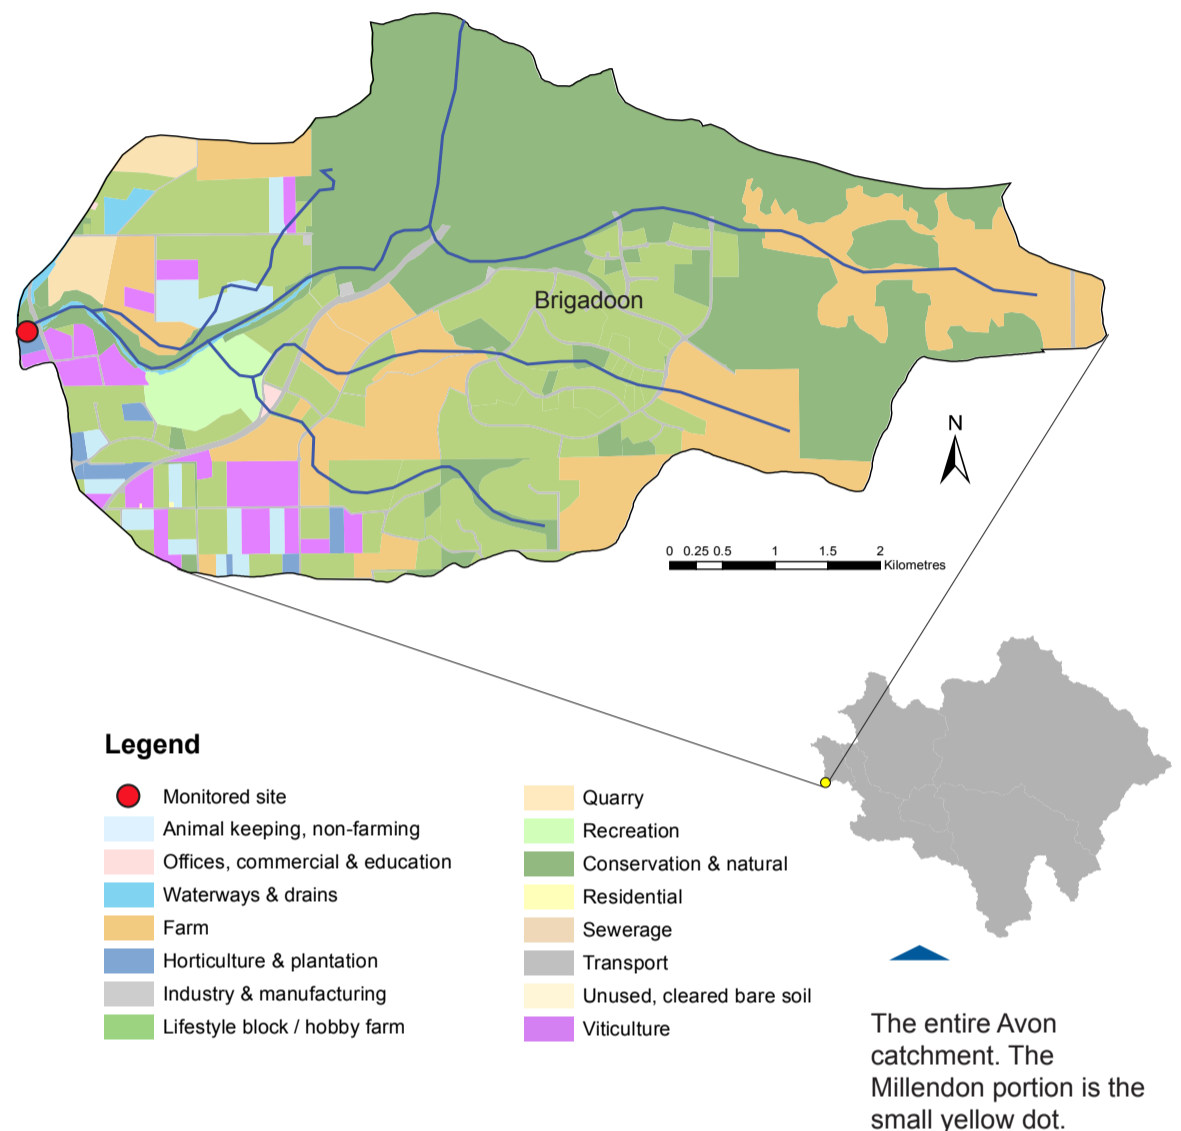 Brigadoon
N
0 0.25 0.5 1 1.5 2
Kilometres
Legend
Monitored site
Animal keeping, non-farming
Offices, commercial & education
Waterways & drains
Farm
Horticulture & plantation
Industry & manufacturing
Lifestyle block / hobby farm
Quarry
Recreation
Conservation & natural
Residential
Sewerage
Transport
Unused, cleared bare soil
Viticulture
The entire Avon
catchment. The
Millendon portion is the
small yellow dot.